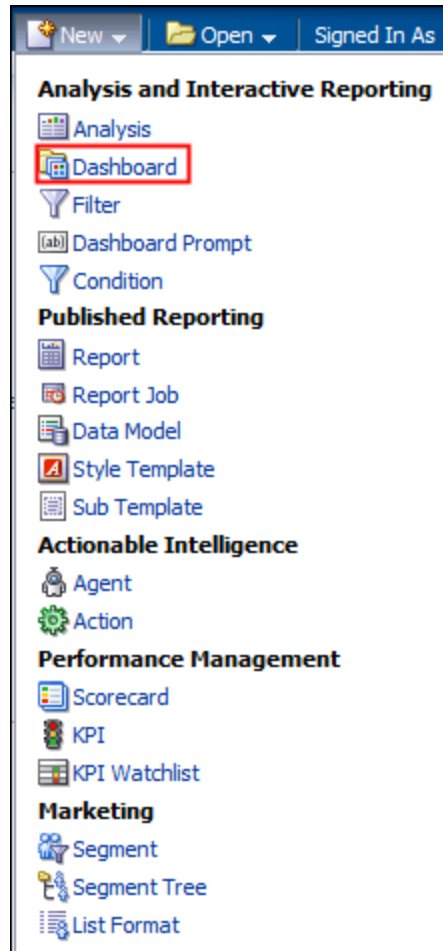 New Open Signed In As
Analysis and Interactive Reporting
Analysis
Dashboard
Filter
(ab) Dashboard Prompt
Condition
Published Reporting
Report
Report Job
Data Model
Style Template
Sub Template
Actionable Intelligence
Agent
Action
Performance Management
Scorecard
KPI
KPI Watchlist
Marketing
Segment
Segment Tree
List Format